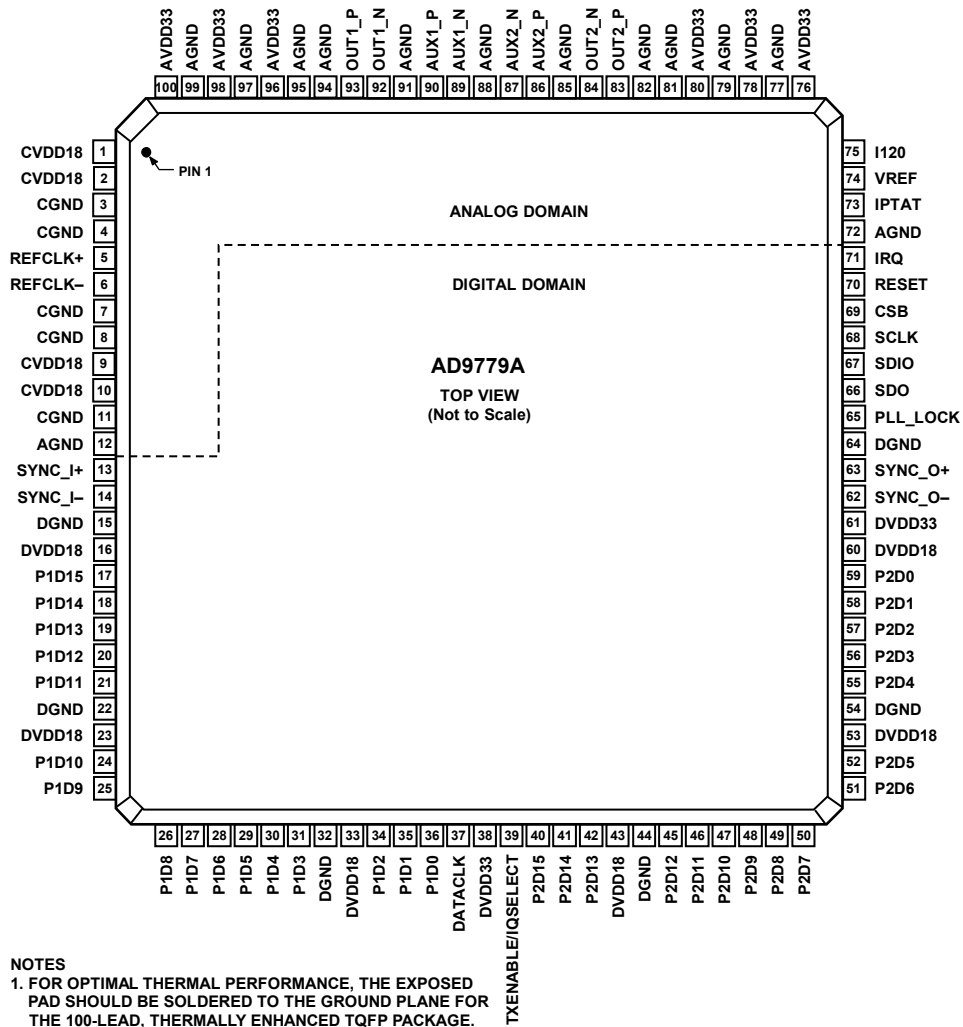 AVDD33 AGND AVDD33 AGND AVDD33 AGND AGND OUT1_P OUT1_N AGND AUX1_P AUX1_N AGND AUX2_N AUX2_P AGND OUT2_N OUT2_P AGND AGND AVDD33 AGND AVDD33 AGND AVDD33
100 99 98 97 96 95 94 93 92 91 90 89 88 87 86 85 84 83 82 81 80 79 78 77 76
CVDD18 1
CVDD18 2
CGND 3
CGND 4
REFCLK+ 5
REFCLK– 6
CGND 7
CGND 8
CVDD18 9
CVDD18 10
CGND 11
AGND 12
SYNC_I+ 13
SYNC_I– 14
DGND 15
DVDD18 16
P1D15 17
P1D14 18
P1D13 19
P1D12 20
P1D11 21
DGND 22
DVDD18 23
P1D10 24
P1D9 25
PIN 1
ANALOG DOMAIN
DIGITAL DOMAIN
AD9779A
TOP VIEW
(Not to Scale)
75 I120
74 VREF
73 IPTAT
72 AGND
71 IRQ
70 RESET
69 CSB
68 SCLK
67 SDIO
66 SDO
65 PLL_LOCK
64 DGND
63 SYNC_O+
62 SYNC_O–
61 DVDD33
60 DVDD18
59 P2D0
58 P2D1
57 P2D2
56 P2D3
55 P2D4
54 DGND
53 DVDD18
52 P2D5
51 P2D6
26 27 28 29 30 31 32 33 34 35 36 37 38 39 40 41 42 43 44 45 46 47 48 49 50
P1D8 P1D7 P1D6 P1D5 P1D4 P1D3 DGND DVDD18 P1D2 P1D1 P1D0 DATACLK DVDD33 TXENABLE/IQSELECT P2D15 P2D14 P2D13 DVDD18 DGND P2D12 P2D11 P2D10 P2D9 P2D8 P2D7
NOTES
1. FOR OPTIMAL THERMAL PERFORMANCE, THE EXPOSED
PAD SHOULD BE SOLDERED TO THE GROUND PLANE FOR
THE 100-LEAD, THERMALLY ENHANCED TQFP PACKAGE.